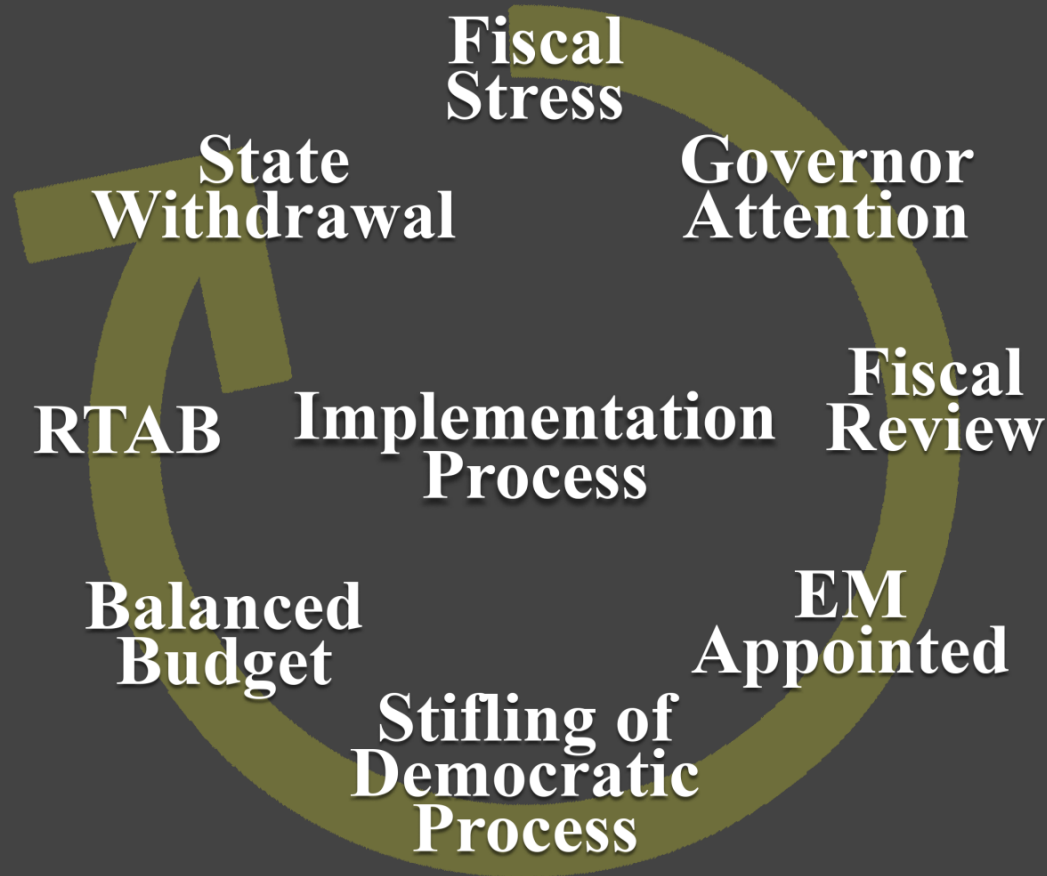 Fiscal
Stress
Governor
Attention
Fiscal
Review
EM
Appointed
Stifling of
Democratic
Process
Balanced
Budget
RTAB
State
Withdrawal
Implementation
Process